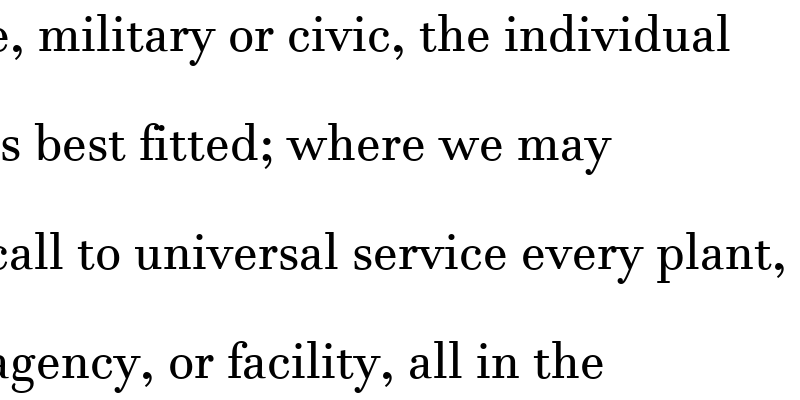 e, military or civic, the individual
s best fitted; where we may
call to universal service every plant,
agency, or facility, all in the